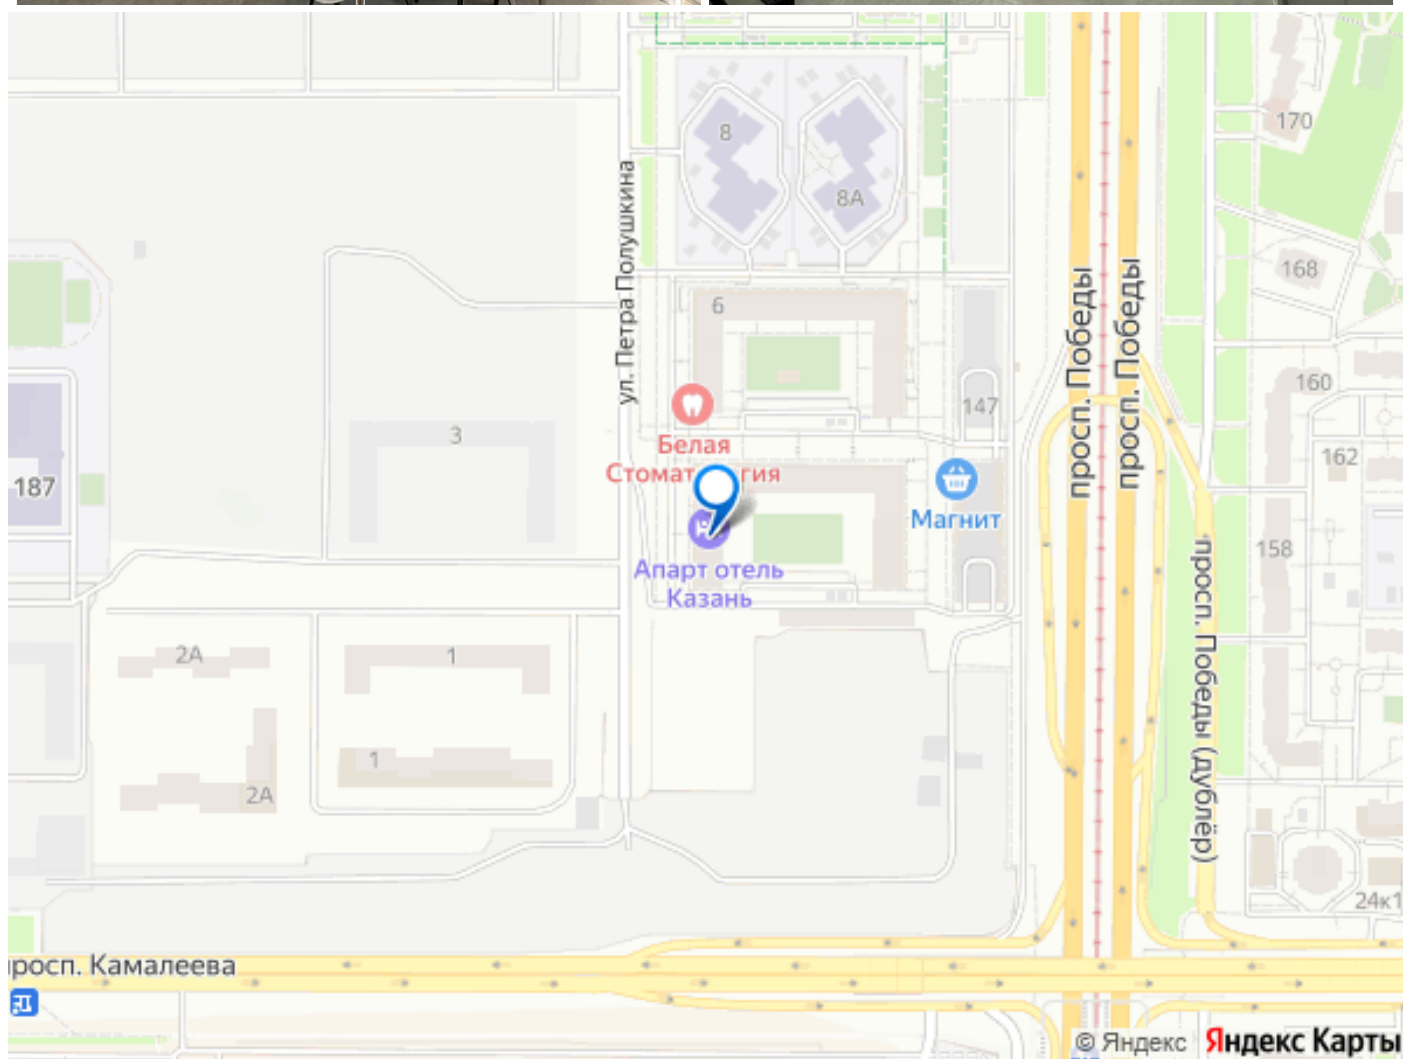 170
8
8А
ул. Петра Полушкина
168
6
просп. Победы
просп. Победы
160
147
3
Белая
162
187
Магнит
158
Апарт отель
Казань
просп. Победы (дублёр)
2А
1
1
2А
24к1
просп. Камалеева
© Яндекс
Яндекс Карты